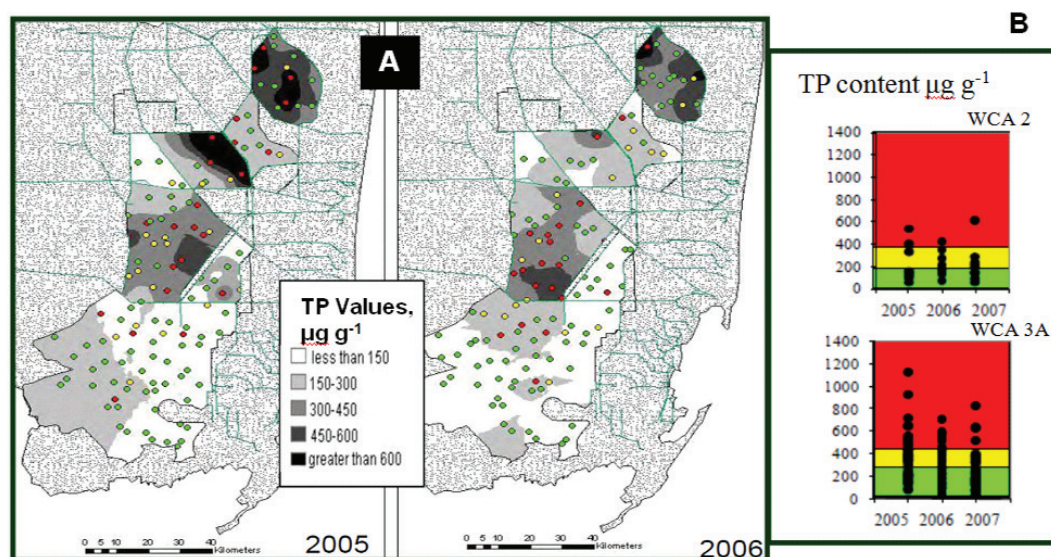 A
TP Values,
µg g-1
less than 150
150-300
300-450
450-600
greater than 600
0 5 10 20 30 40
Kilometers
2005
0 5 10 20 30 40
Kilometers
2006
B
TP content µg g-1
WCA 2
1400
1200
1000
800
600
400
200
0
2005 2006 2007
WCA 3A
1400
1200
1000
800
600
400
200
0
2005 2006 2007